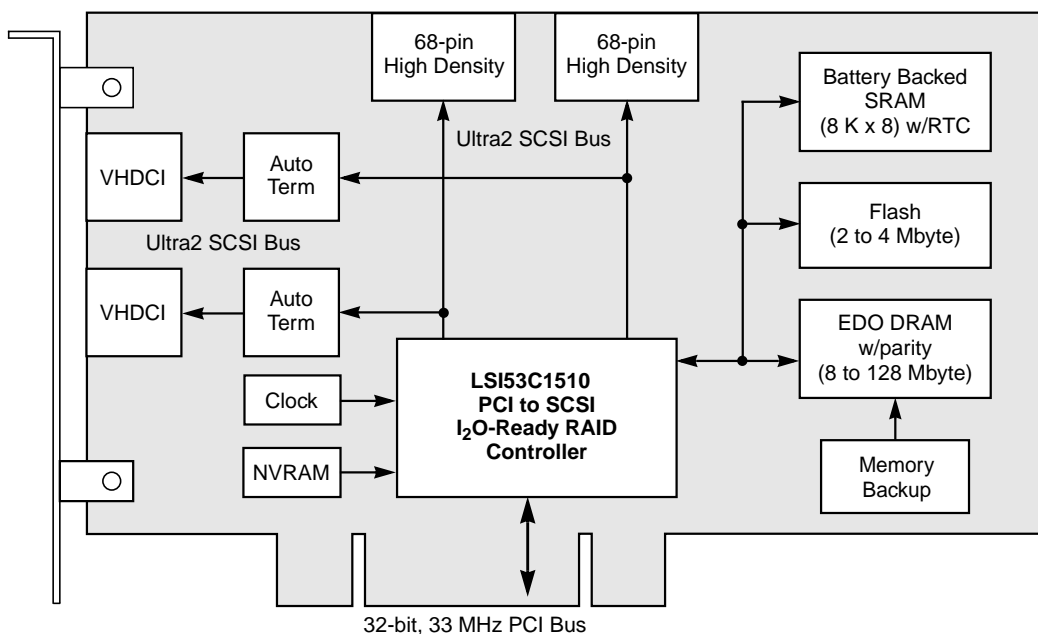 68-pin
High Density
68-pin
High Density
Battery Backed
SRAM
(8 K x 8) w/RTC
Ultra2 SCSI Bus
VHDCI
Auto
Term
Flash
(2 to 4 Mbyte)
Ultra2 SCSI Bus
VHDCI
Auto
Term
EDO DRAM
w/parity
(8 to 128 Mbyte)
LSI53C1510
PCI to SCSI
I₂O-Ready RAID
Controller
Clock
NVRAM
Memory
Backup
32-bit, 33 MHz PCI Bus